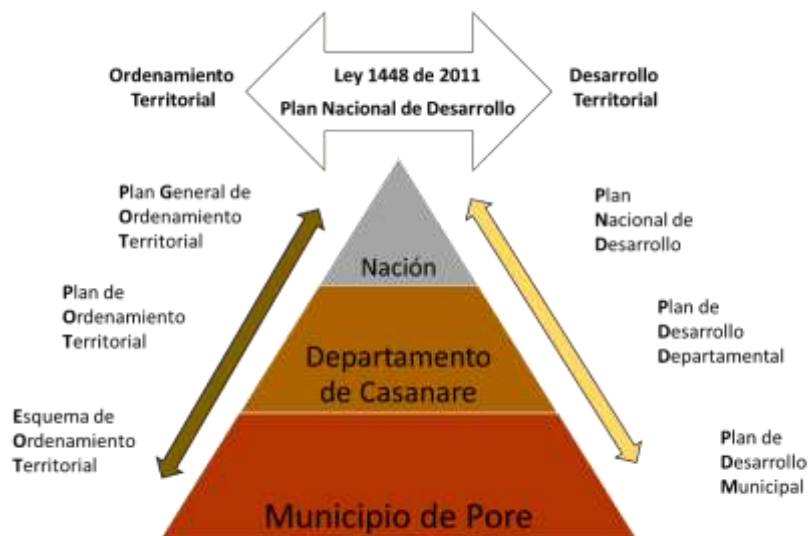 Ordenamiento
Territorial
Ley 1448 de 2011
Plan Nacional de Desarrollo
Desarrollo
Territorial
Plan General de
Ordenamiento
Territorial
Plan
Nacional de
Desarrollo
Nación
Plan de
Ordenamiento
Territorial
Plan de
Desarrollo
Departamental
Departamento
de Casanare
Esquema de
Ordenamiento
Territorial
Plan de
Desarrollo
Municipal
Municipio de Pore